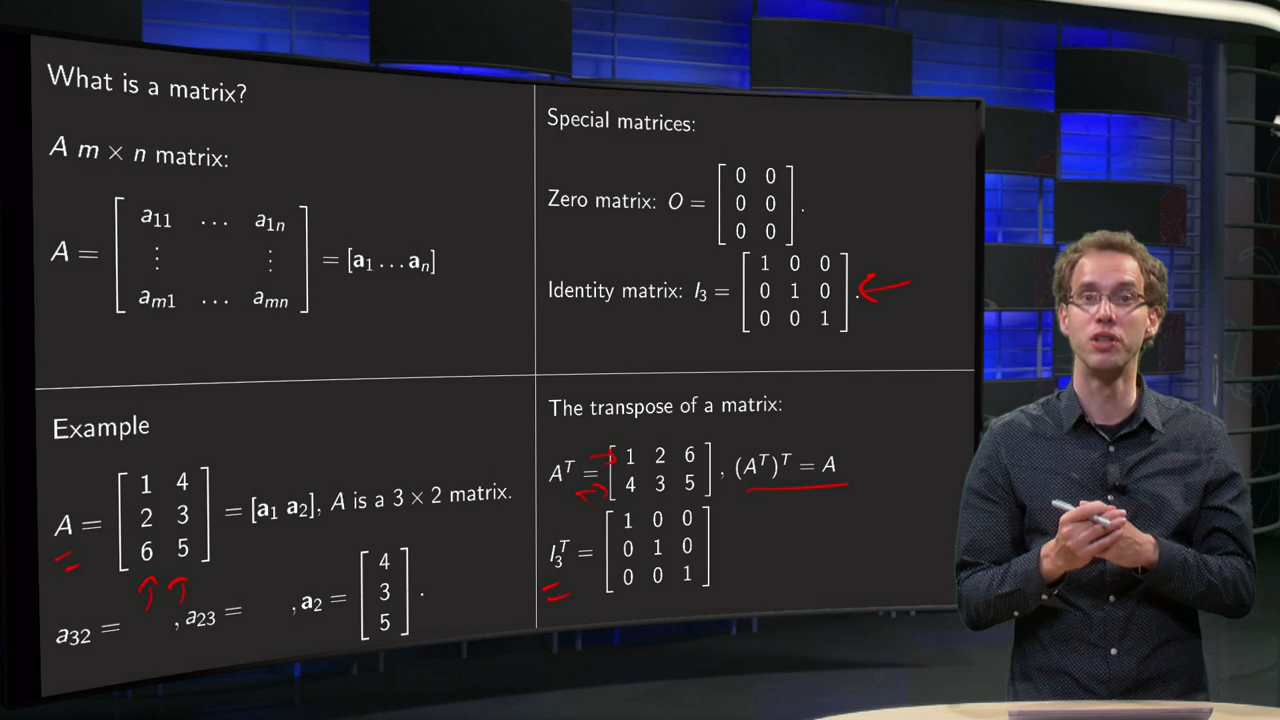 What is a matrix?
A m × n matrix:
A = [ a11 … a1n
⋮ ⋮
am1 … amn ] = [a1 … an]
Example
A = [ 1 4
2 3
6 5 ] = [a1 a2], A is a 3 × 2 matrix.
a32 = , a23 = , a2 = [ 4
3
5 ].
Special matrices:
Zero matrix: O = [ 0 0
0 0
0 0 ].
Identity matrix: I3 = [ 1 0 0
0 1 0
0 0 1 ].
The transpose of a matrix:
A^T = [ 1 2 6
4 3 5 ], (A^T)^T = A
I3^T = [ 1 0 0
0 1 0
0 0 1 ]